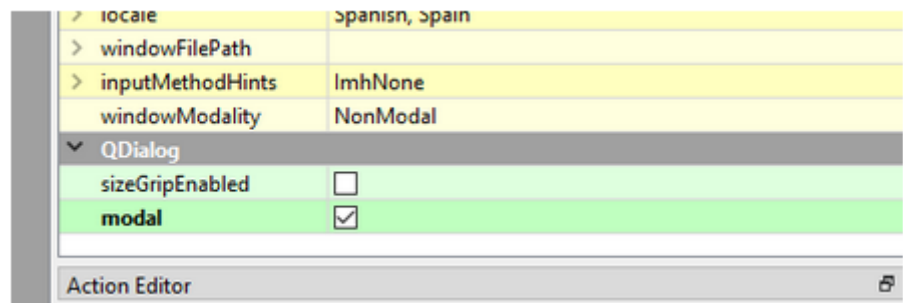 locale Spanish, Spain
windowFilePath
inputMethodHints ImhNone
windowModality NonModal
QDialog
sizeGripEnabled
modal
Action Editor